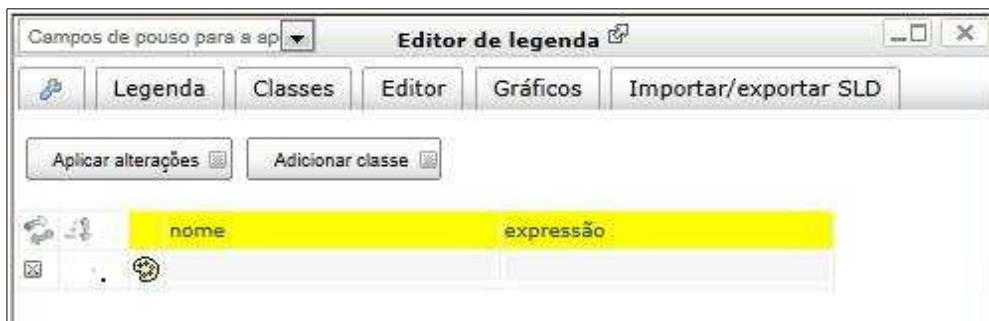 Campos de pouso para a ap
Editor de legenda
Legenda
Classes
Editor
Gráficos
Importar/exportar SLD
Aplicar alterações
Adicionar classe
nome
expressão